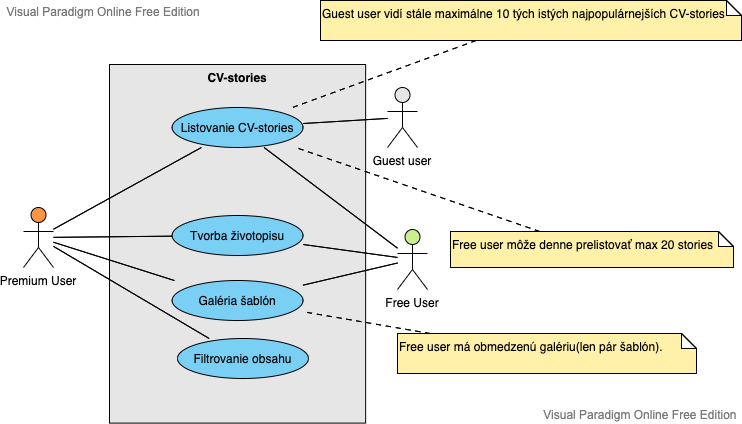 Visual Paradigm Online Free Edition
Guest user vidí stále maximálne 10 tých istých najpopulárnejších CV-stories
CV-stories
Listovanie CV-stories
Guest user
Premium User
Tvorba životopisu
Free user môže denne prelistovať max 20 stories
Galéria šablón
Free User
Filtrovanie obsahu
Free user má obmedzenú galériu(len pár šablón).
Visual Paradigm Online Free Edition